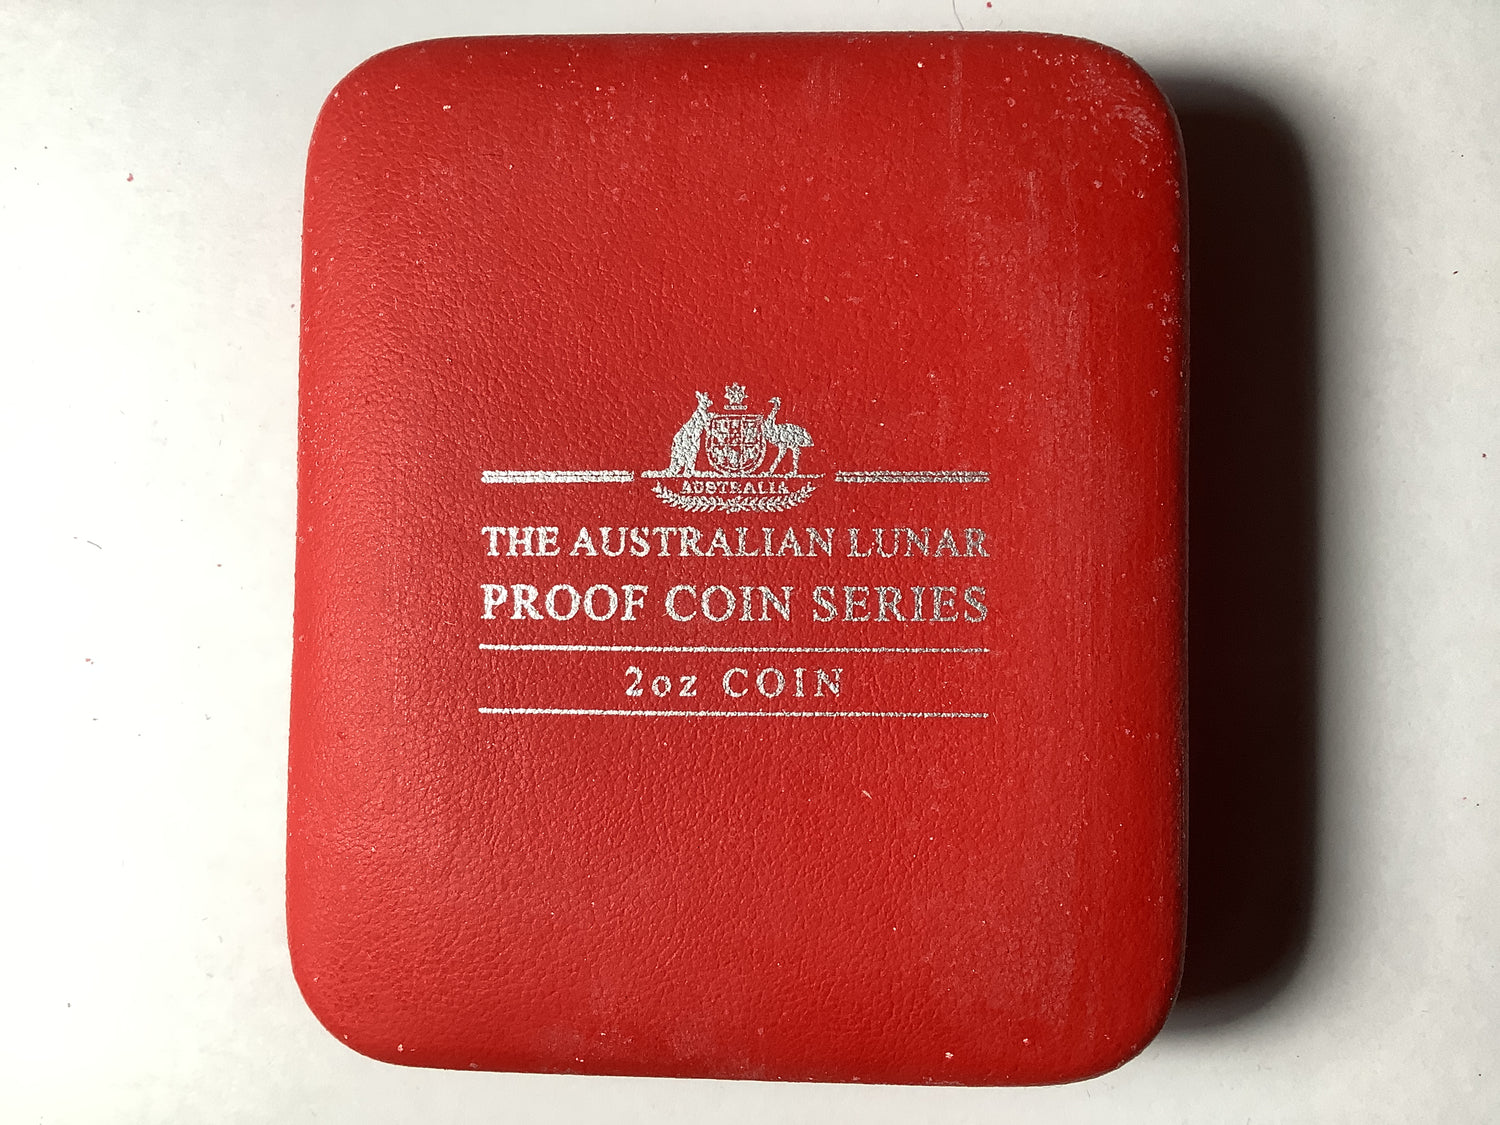 AUSTRALIA
THE AUSTRALIAN LUNAR
PROOF COIN SERIES
2oz COIN